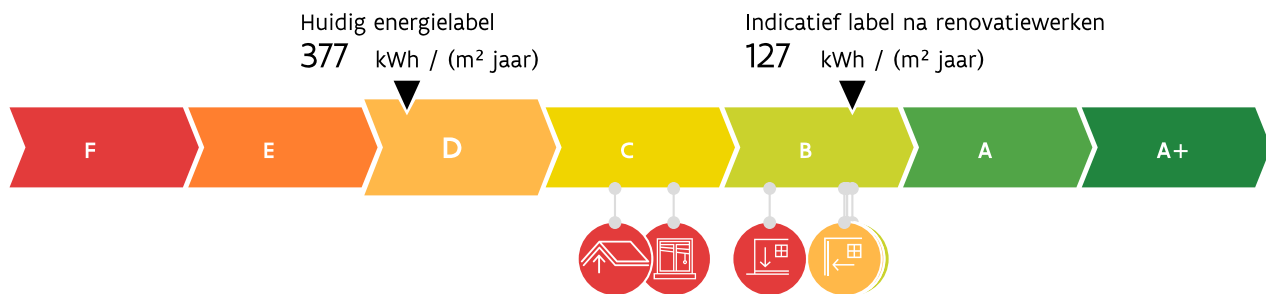 Huidig energielabel
377 kWh / (m² jaar)
Indicatief label na renovatiewerken
127 kWh / (m² jaar)
F E D C B A A+